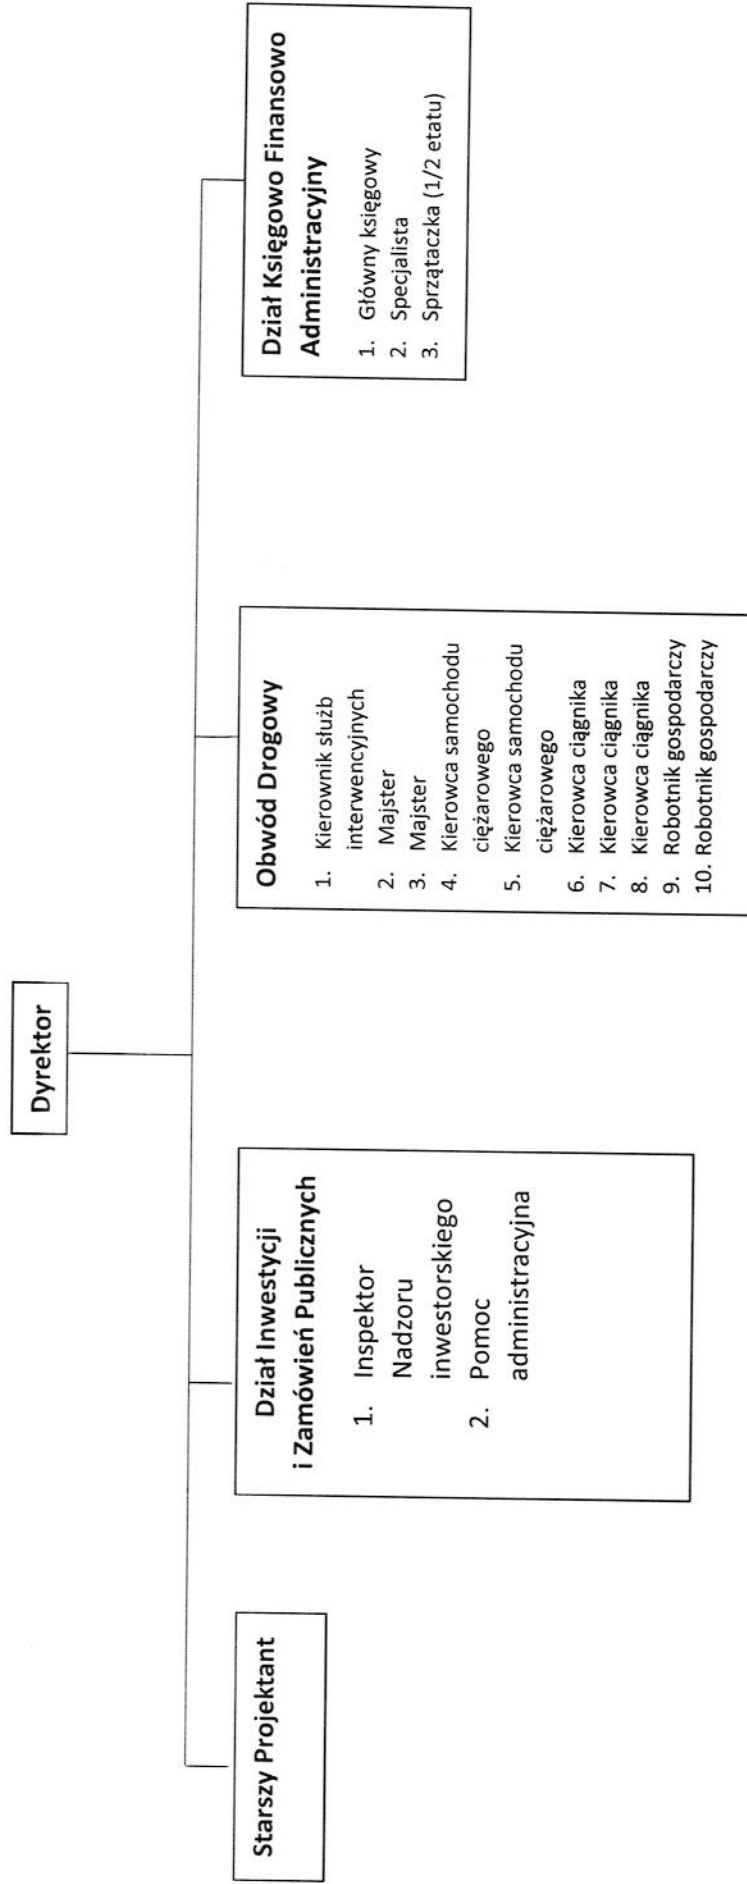 Dyrektor
Starszy Projektant
Dział Inwestycji
i Zamówień Publicznych
1. Inspektor
Nadzoru
inwestorskiego
2. Pomoc
administracyjna
Obwód Drogowy
1. Kierownik służb
interwencyjnych
2. Majster
3. Majster
4. Kierowca samochodu
ciężarowego
5. Kierowca samochodu
ciężarowego
6. Kierowca ciągnika
7. Kierowca ciągnika
8. Kierowca ciągnika
9. Robotnik gospodarczy
10. Robotnik gospodarczy
Dział Księgowo Finansowo
Administracyjny
1. Główny księgowy
2. Specjalista
3. Sprzątaczka (1/2 etatu)